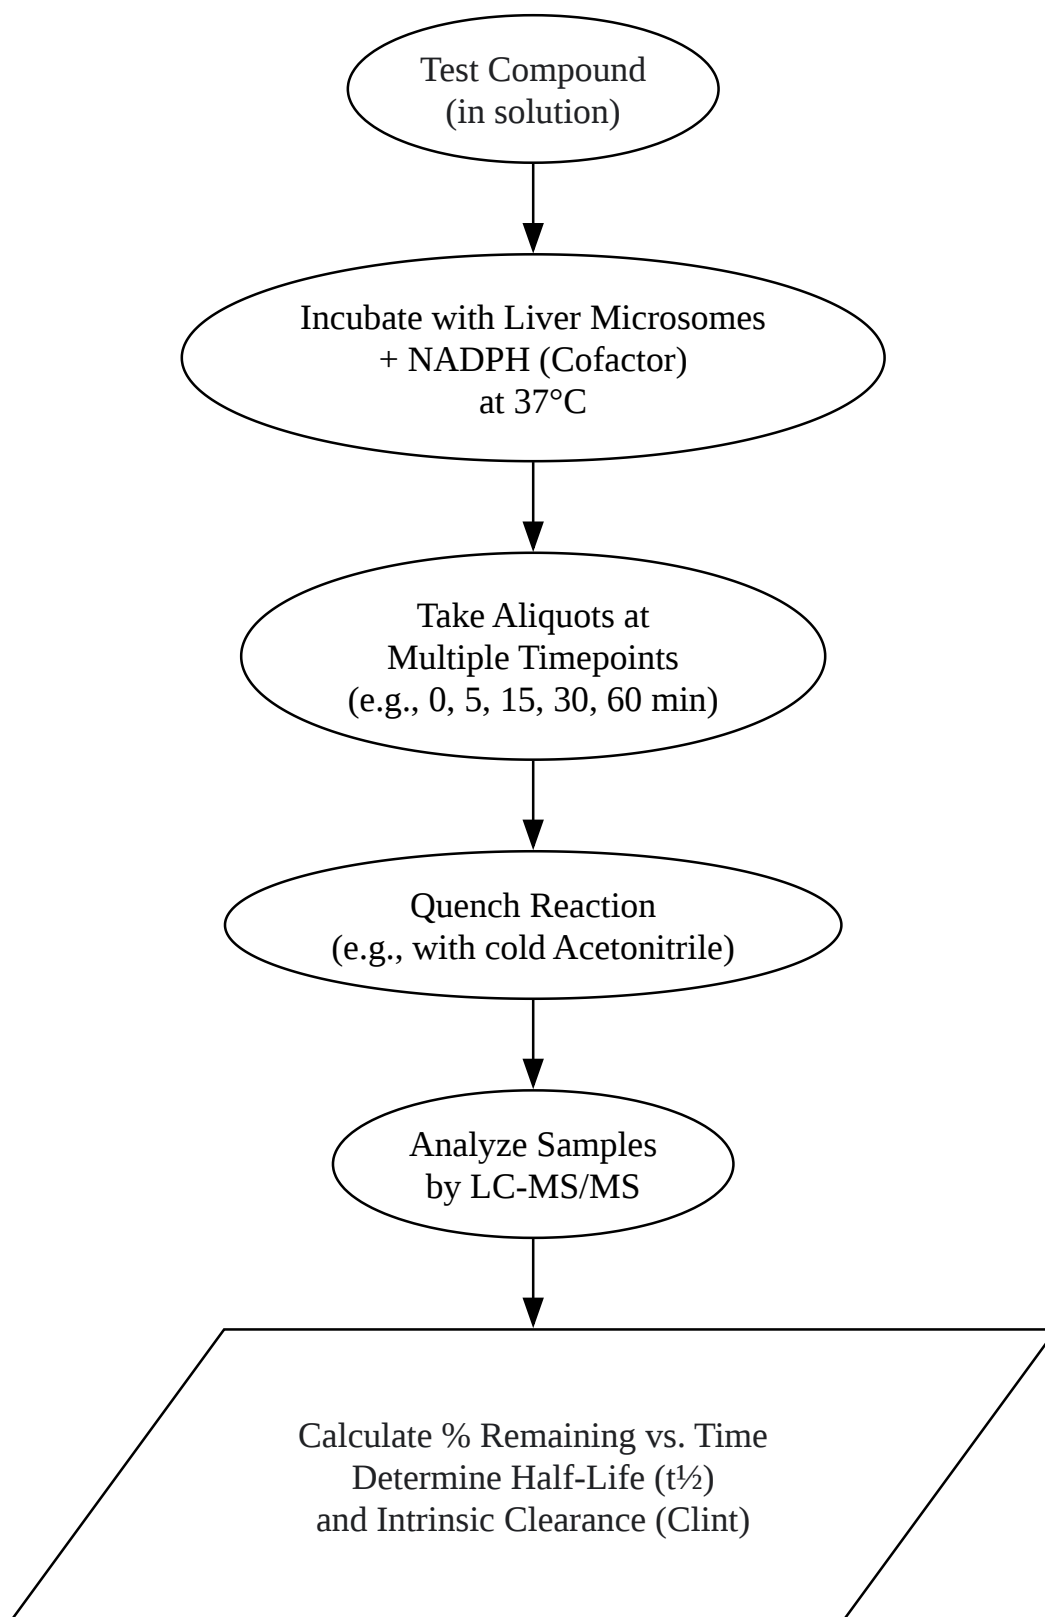 Test Compound
(in solution)
Incubate with Liver Microsomes
+ NADPH (Cofactor)
at 37°C
Take Aliquots at
Multiple Timepoints
(e.g., 0, 5, 15, 30, 60 min)
Quench Reaction
(e.g., with cold Acetonitrile)
Analyze Samples
by LC-MS/MS
Calculate % Remaining vs. Time
Determine Half-Life (t½)
and Intrinsic Clearance (Clint)